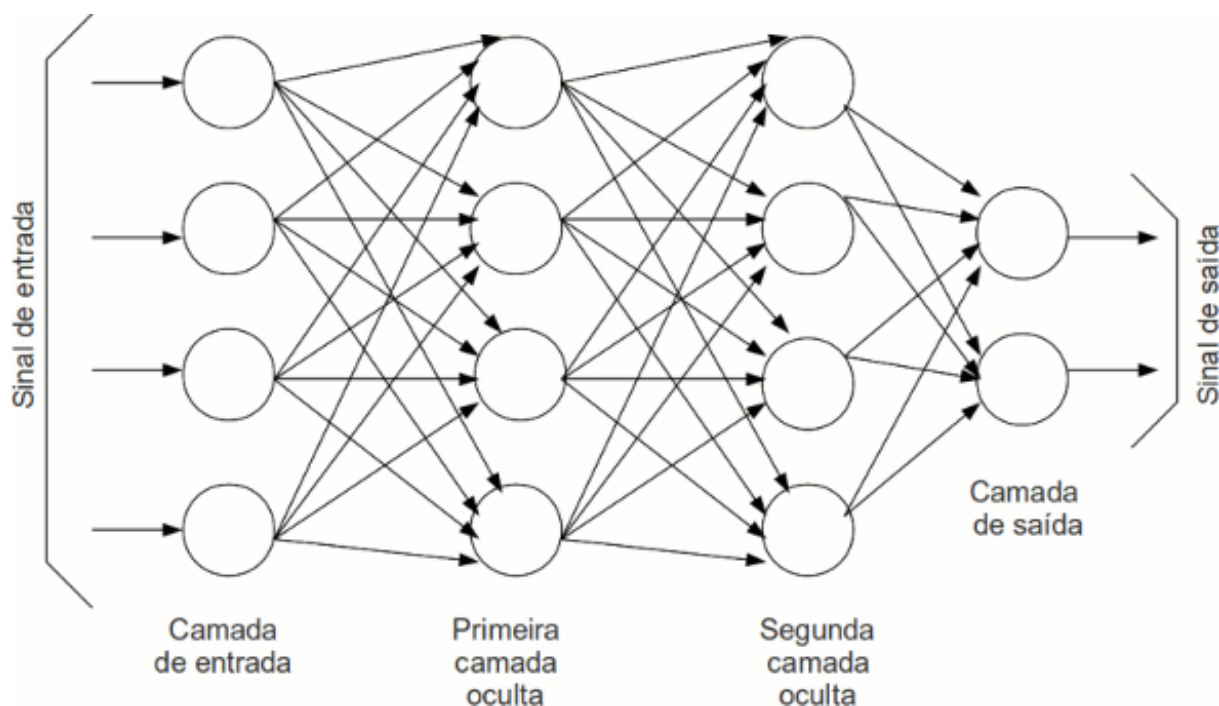 Sinal de entrada
Camada
de entrada
Primeira
camada
oculta
Segunda
camada
oculta
Camada
de saída
Sinal de saída